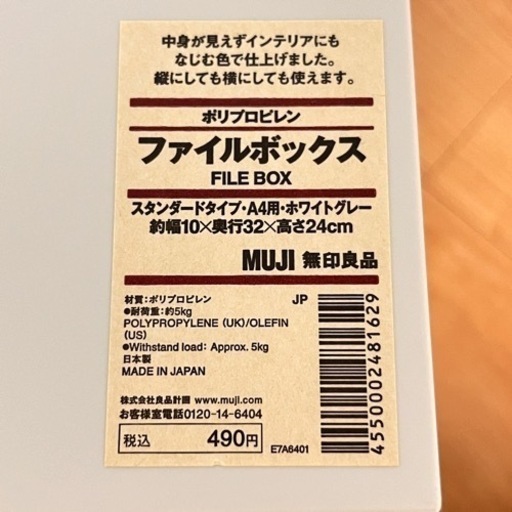 中身が見えずインテリアにも
なじむ色で仕上げました。
縦にしても横にしても使えます。
ポリプロピレン
ファイルボックス
FILE BOX
スタンダードタイプ・A4用・ホワイトグレー
約幅10×奥行32×高さ24cm
MUJI 無印良品
材質：ポリプロピレン
JP
●耐荷重：約5kg
POLYPROPYLENE (UK)/OLEFIN
(US)
●Withstand load: Approx. 5kg
日本製
MADE IN JAPAN
株式会社良品計画 www.muji.com
お客様室電話0120-14-6404
税込 490円
E7A6401
4550002481629